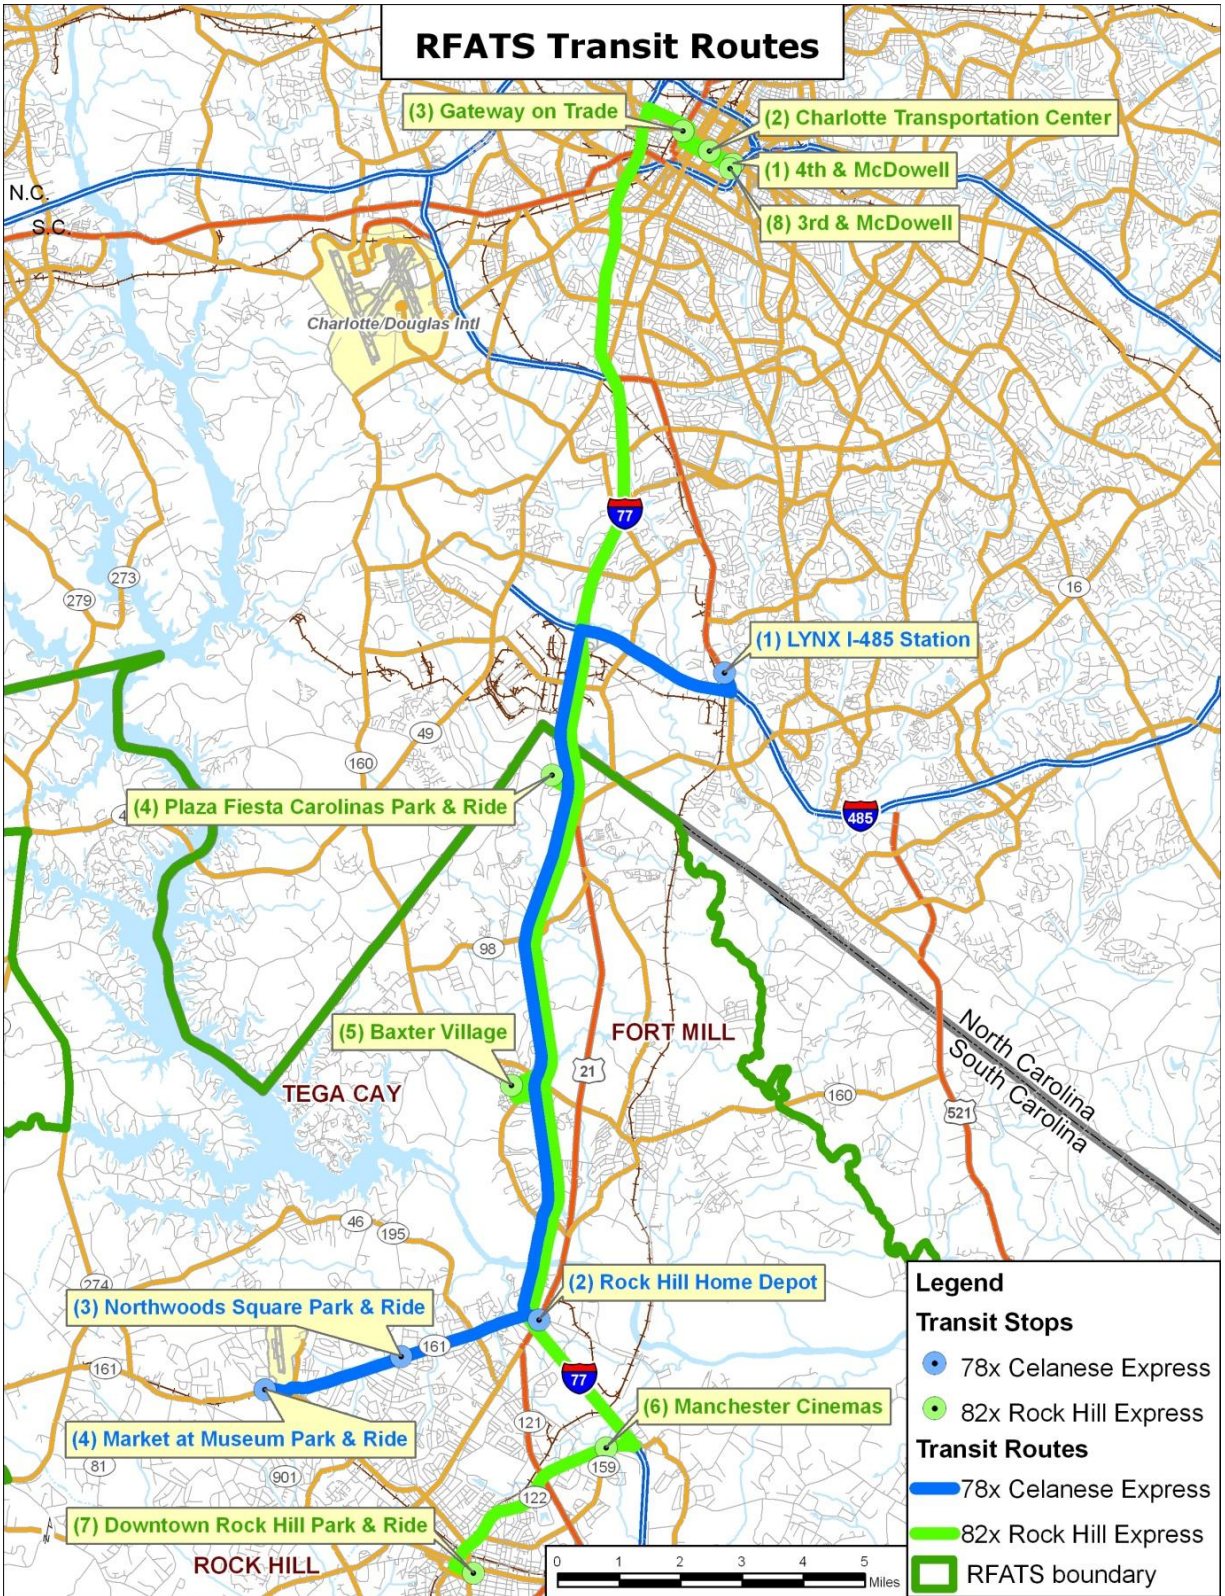 RFATS Transit Routes
(3) Gateway on Trade
(2) Charlotte Transportation Center
(1) 4th & McDowell
(8) 3rd & McDowell
N.C.
S.C.
Charlotte/Douglas Intl
77
273
279
16
(1) LYNX I-485 Station
49
160
(4) Plaza Fiesta Carolinas Park & Ride
485
98
(5) Baxter Village
FORT MILL
North Carolina
South Carolina
21
TEGA CAY
160
521
46
195
274
(2) Rock Hill Home Depot
(3) Northwoods Square Park & Ride
161
161
77
(4) Market at Museum Park & Ride
(6) Manchester Cinemas
121
81
901
159
122
(7) Downtown Rock Hill Park & Ride
N
ROCK HILL
0 1 2 3 4 5
Miles
Legend
Transit Stops
78x Celanese Express
82x Rock Hill Express
Transit Routes
78x Celanese Express
82x Rock Hill Express
RFATS boundary